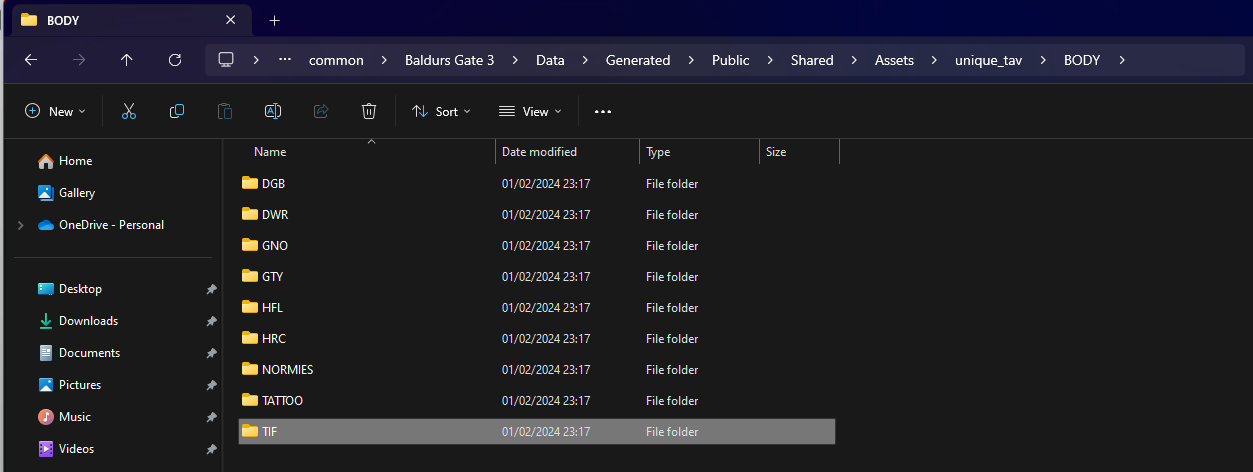 BODY
common > Baldurs Gate 3 > Data > Generated > Public > Shared > Assets > unique_tav > BODY >
New Sort View
Name Date modified Type Size
Home
Gallery
OneDrive - Personal
Desktop
Downloads
Documents
Pictures
Music
Videos
DGB 01/02/2024 23:17 File folder
DWR 01/02/2024 23:17 File folder
GNO 01/02/2024 23:17 File folder
GTY 01/02/2024 23:17 File folder
HFL 01/02/2024 23:17 File folder
HRC 01/02/2024 23:17 File folder
NORMIES 01/02/2024 23:17 File folder
TATTOO 01/02/2024 23:17 File folder
TIF 01/02/2024 23:17 File folder